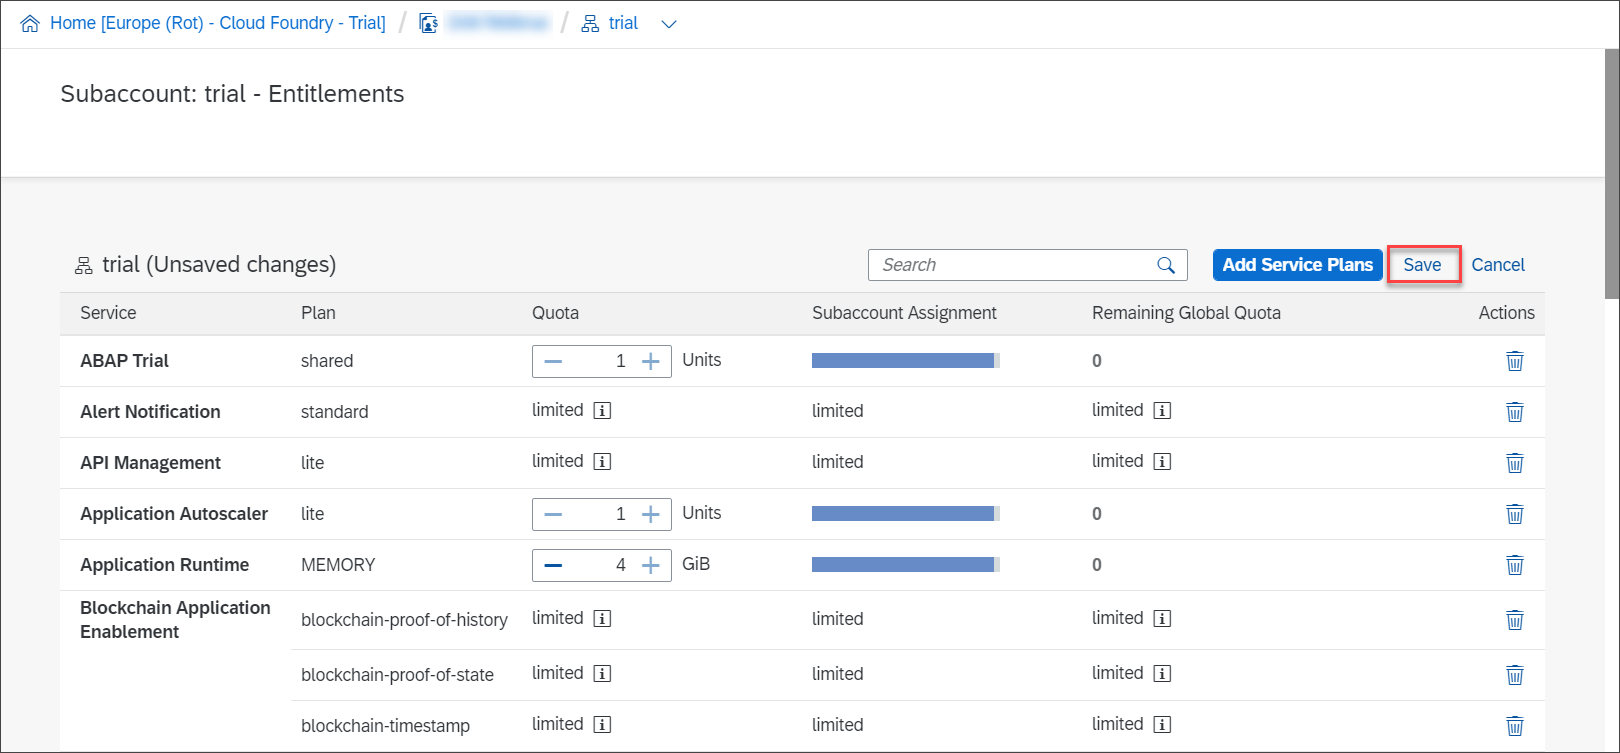 Home [Europe (Rot) - Cloud Foundry - Trial] / / trial
Subaccount: trial - Entitlements
trial (Unsaved changes) Search Add Service Plans Save Cancel
Service Plan Quota Subaccount Assignment Remaining Global Quota Actions
ABAP Trial shared 1 Units 0
Alert Notification standard limited limited limited
API Management lite limited limited limited
Application Autoscaler lite 1 Units 0
Application Runtime MEMORY 4 GiB 0
Blockchain Application
Enablement blockchain-proof-of-history limited limited limited
blockchain-proof-of-state limited limited limited
blockchain-timestamp limited limited limited